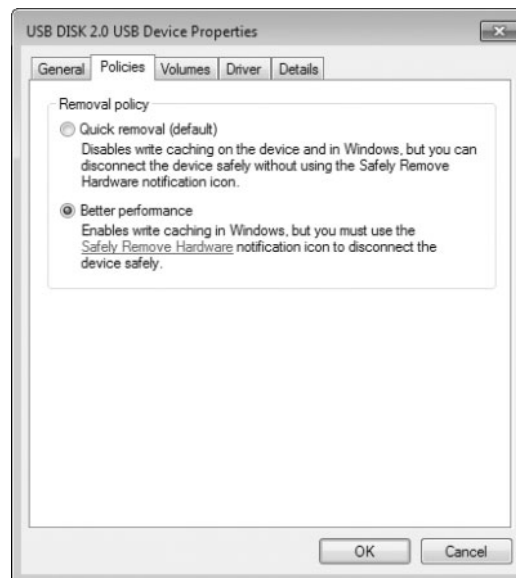 USB DISK 2.0 USB Device Properties
General Policies Volumes Driver Details
Removal policy
Quick removal (default)
Disables write caching on the device and in Windows, but you can
disconnect the device safely without using the Safely Remove
Hardware notification icon.
Better performance
Enables write caching in Windows, but you must use the
Safely Remove Hardware notification icon to disconnect the
device safely.
OK Cancel